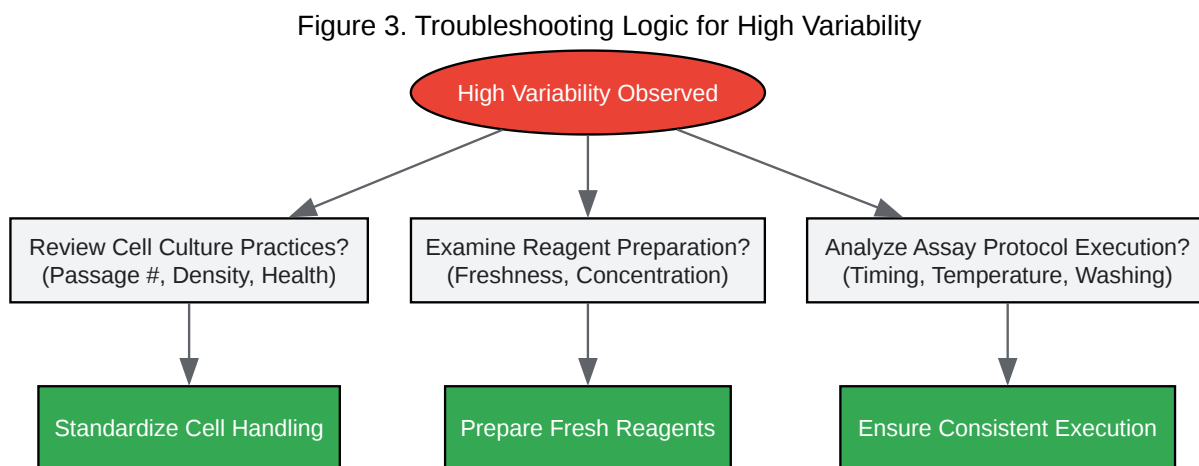 Figure 3. Troubleshooting Logic for High Variability
High Variability Observed
Review Cell Culture Practices?
(Passage #, Density, Health)
Examine Reagent Preparation?
(Freshness, Concentration)
Analyze Assay Protocol Execution?
(Timing, Temperature, Washing)
Standardize Cell Handling
Prepare Fresh Reagents
Ensure Consistent Execution